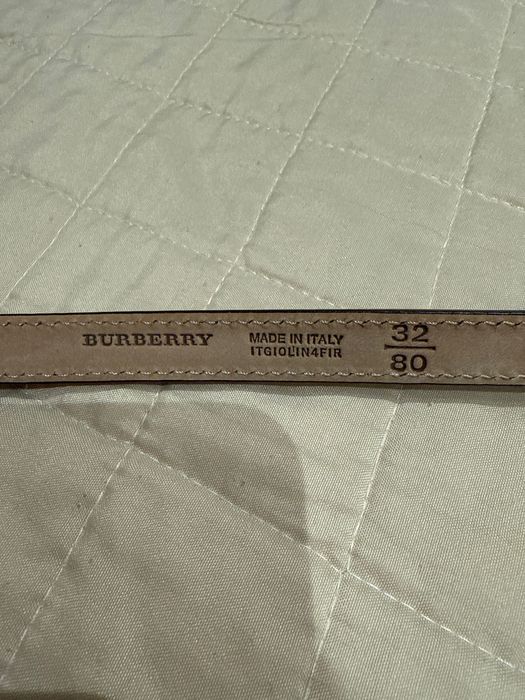 BURBERRY
MADE IN ITALY
ITGIOLIN4FIR
32
80